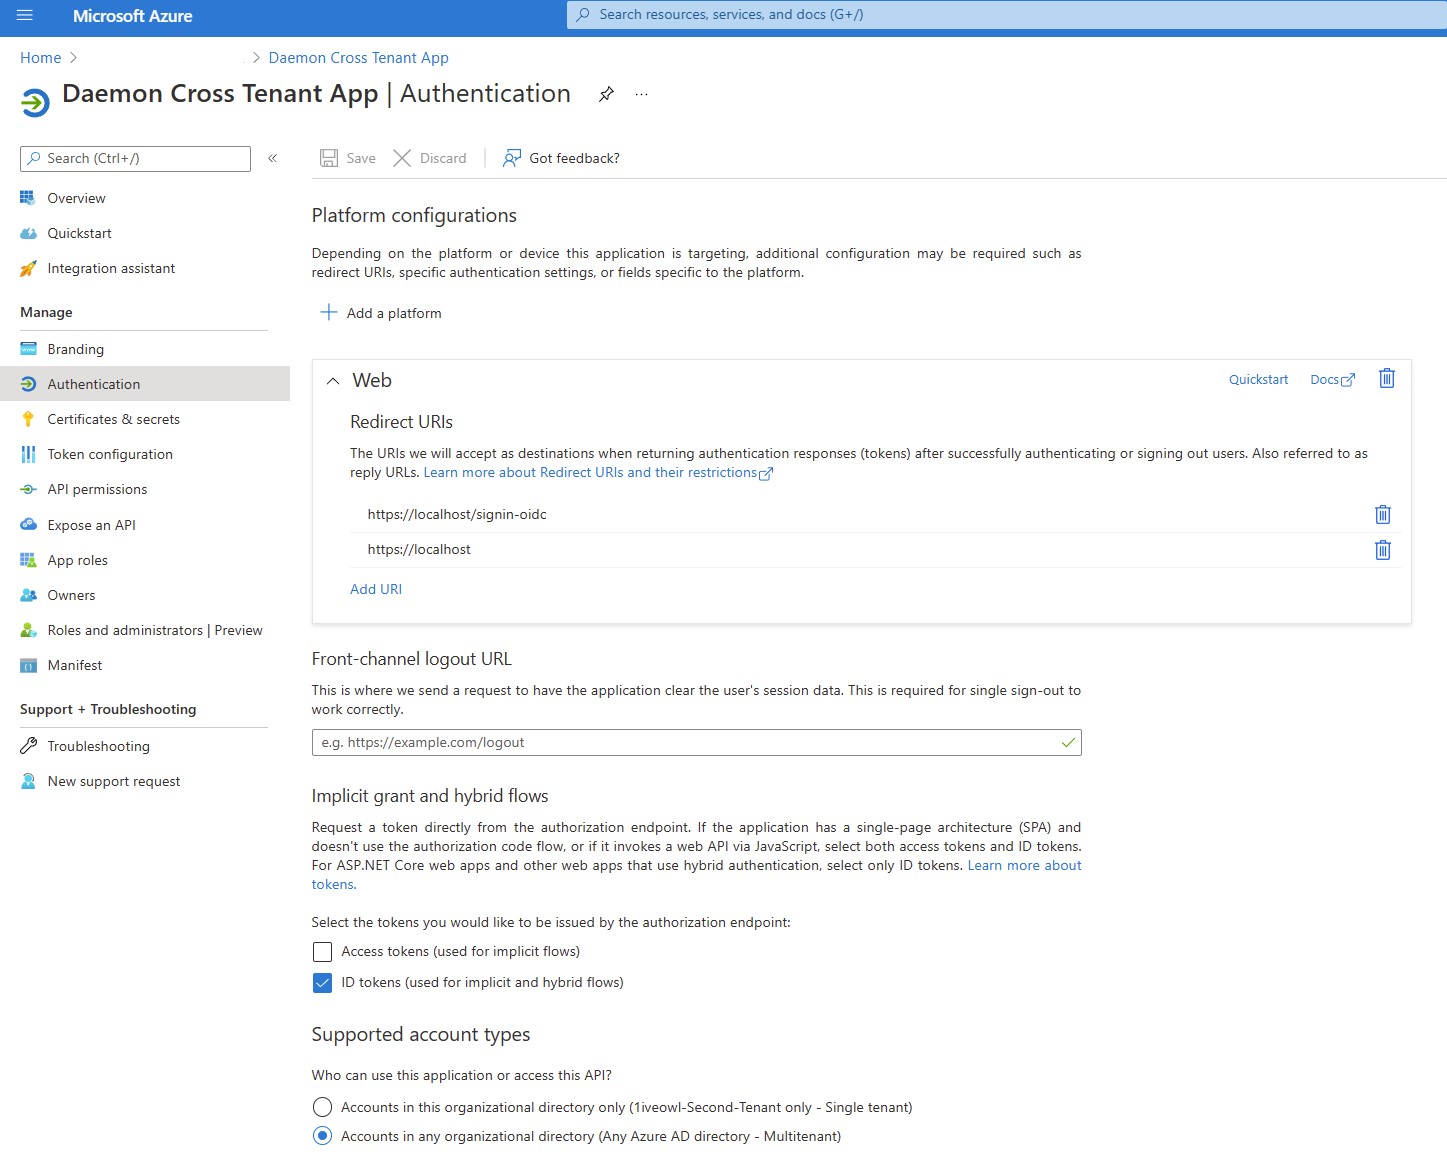 Microsoft Azure
Search resources, services, and docs (G+/)
Home > > Daemon Cross Tenant App
Daemon Cross Tenant App | Authentication ...
Search (Ctrl+/) «
Overview
Quickstart
Integration assistant
Manage
Branding
Authentication
Certificates & secrets
Token configuration
API permissions
Expose an API
App roles
Owners
Roles and administrators | Preview
Manifest
Support + Troubleshooting
Troubleshooting
New support request
Save Discard | Got feedback?
Platform configurations
Depending on the platform or device this application is targeting, additional configuration may be required such as
redirect URIs, specific authentication settings, or fields specific to the platform.
Add a platform
Web Quickstart Docs
Redirect URIs
The URIs we will accept as destinations when returning authentication responses (tokens) after successfully authenticating or signing out users. Also referred to as
reply URLs. Learn more about Redirect URIs and their restrictions
https://localhost/signin-oidc
https://localhost
Add URI
Front-channel logout URL
This is where we send a request to have the application clear the user's session data. This is required for single sign-out to
work correctly.
e.g. https://example.com/logout
Implicit grant and hybrid flows
Request a token directly from the authorization endpoint. If the application has a single-page architecture (SPA) and
doesn't use the authorization code flow, or if it invokes a web API via JavaScript, select both access tokens and ID tokens.
For ASP.NET Core web apps and other web apps that use hybrid authentication, select only ID tokens. Learn more about
tokens.
Select the tokens you would like to be issued by the authorization endpoint:
Access tokens (used for implicit flows)
ID tokens (used for implicit and hybrid flows)
Supported account types
Who can use this application or access this API?
Accounts in this organizational directory only (1iveowl-Second-Tenant only - Single tenant)
Accounts in any organizational directory (Any Azure AD directory - Multitenant)